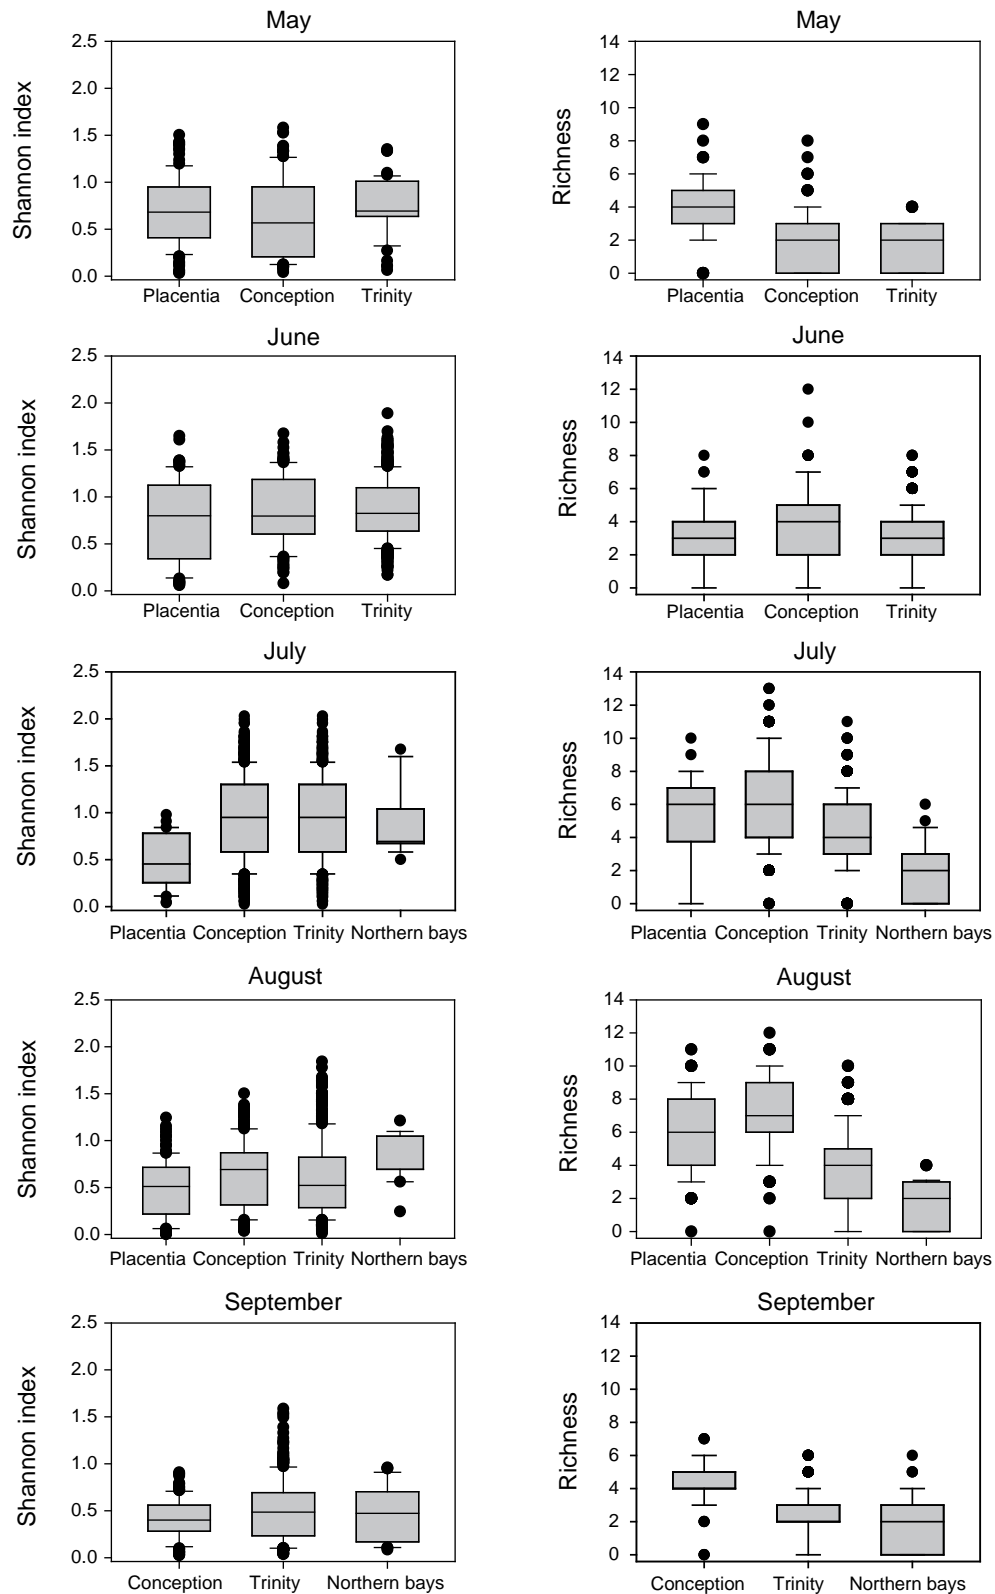 May
May
2.5
2.0
1.5
1.0
0.5
0.0
Shannon index
Placentia Conception Trinity
14
12
10
8
6
4
2
0
Richness
Placentia Conception Trinity
June
June
2.5
2.0
1.5
1.0
0.5
0.0
Shannon index
Placentia Conception Trinity
14
12
10
8
6
4
2
0
Richness
Placentia Conception Trinity
July
July
2.5
2.0
1.5
1.0
0.5
0.0
Shannon index
Placentia Conception Trinity Northern bays
14
12
10
8
6
4
2
0
Richness
Placentia Conception Trinity Northern bays
August
August
2.5
2.0
1.5
1.0
0.5
0.0
Shannon index
Placentia Conception Trinity Northern bays
14
12
10
8
6
4
2
0
Richness
Placentia Conception Trinity Northern bays
September
September
2.5
2.0
1.5
1.0
0.5
0.0
Shannon index
Conception Trinity Northern bays
14
12
10
8
6
4
2
0
Richness
Conception Trinity Northern bays